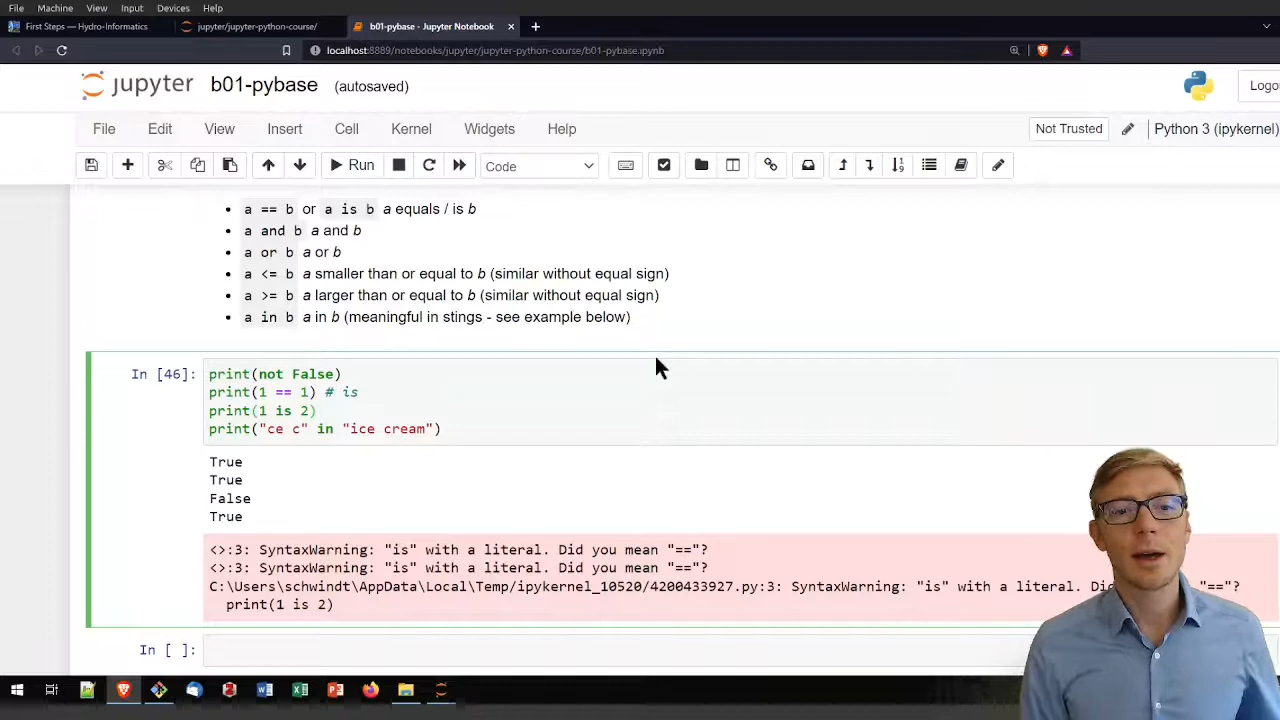 File Machine View Input Devices Help
First Steps — Hydro-Informatics jupyter/jupyter-python-course/ b01-pybase - Jupyter Notebook
localhost:8889/notebooks/jupyter/jupyter-python-course/b01-pybase.ipynb
jupyter b01-pybase (autosaved) Logo
File Edit View Insert Cell Kernel Widgets Help Not Trusted Python 3 (ipykernel)
Run Code
a == b or a is b a equals / is b
a and b a and b
a or b a or b
a <= b a smaller than or equal to b (similar without equal sign)
a >= b a larger than or equal to b (similar without equal sign)
a in b a in b (meaningful in stings - see example below)
In [46]: print(not False)
print(1 == 1) # is
print(1 is 2)
print("ce c" in "ice cream")
True
True
False
True
<>:3: SyntaxWarning: "is" with a literal. Did you mean "=="?
<>:3: SyntaxWarning: "is" with a literal. Did you mean "=="?
C:\Users\schwindt\AppData\Local\Temp/ipykernel_10520/4200433927.py:3: SyntaxWarning: "is" with a literal. Di "=="?
print(1 is 2)
In [ ]: